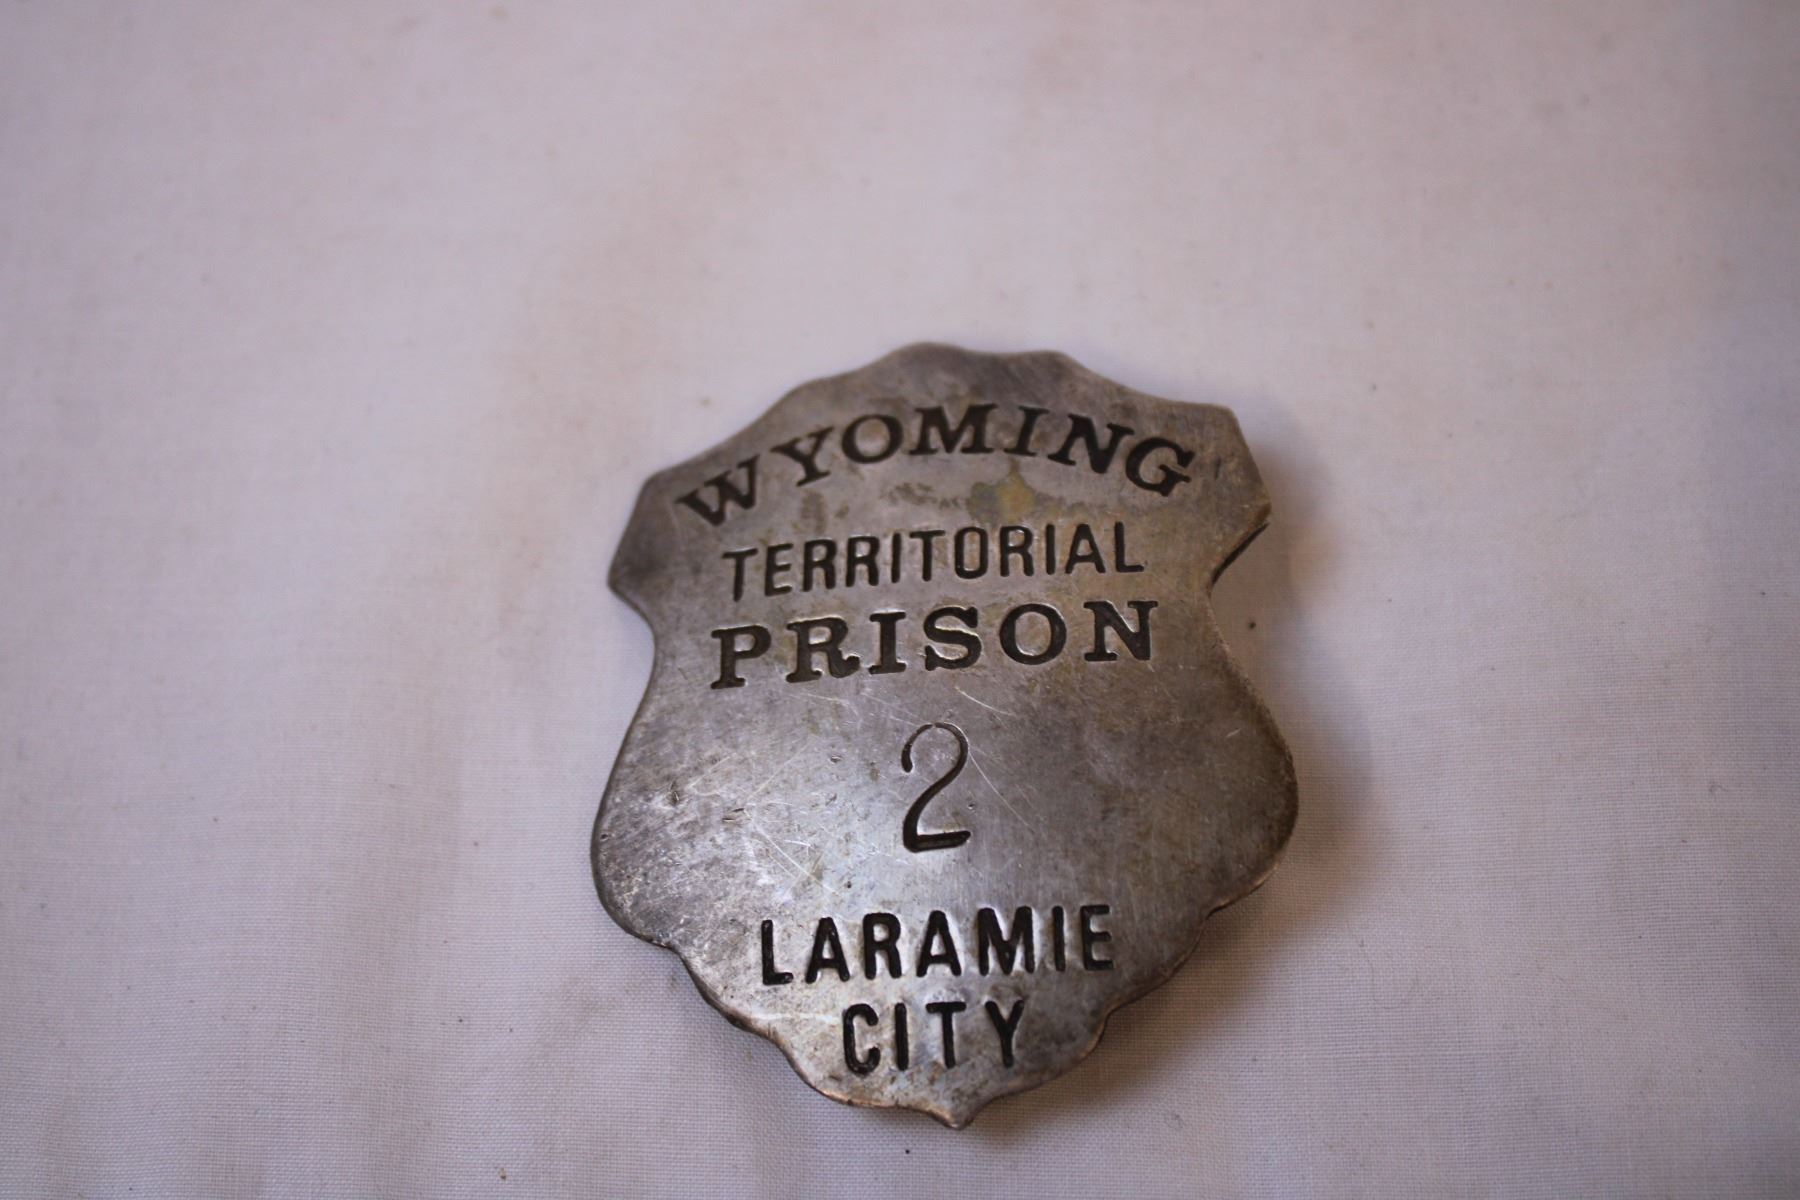 WYOMING
TERRITORIAL
PRISON
2
LARAMIE
CITY